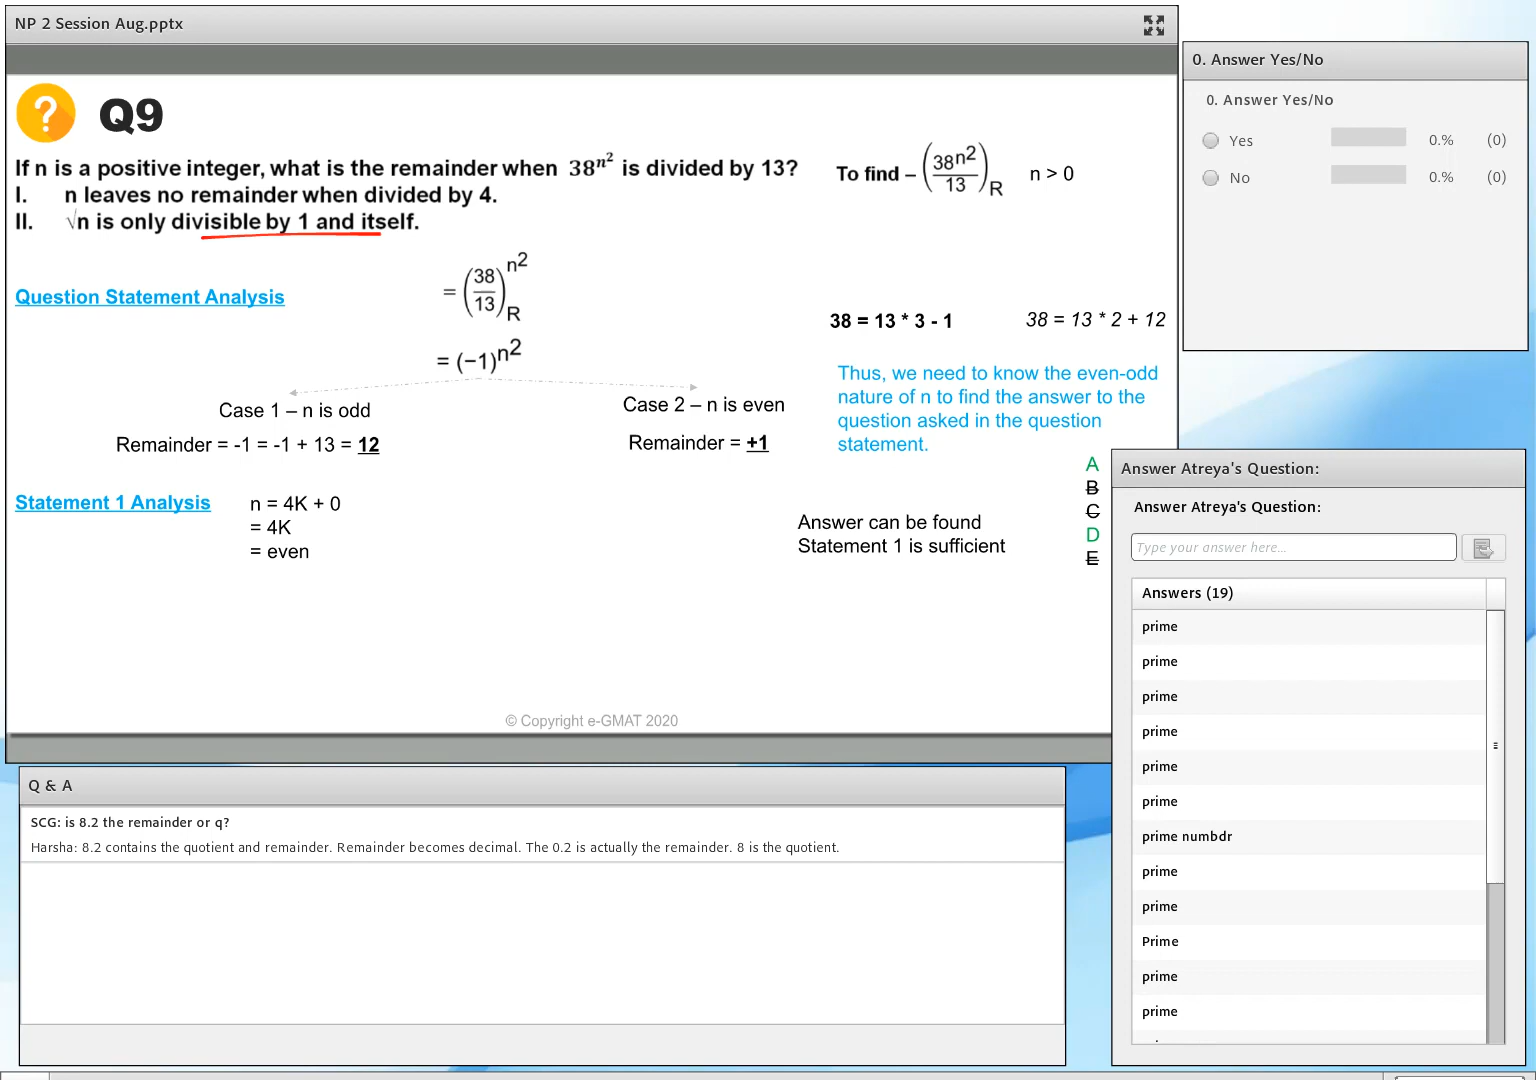 NP 2 Session Aug.pptx
? Q9
If n is a positive integer, what is the remainder when 38^n^2 is divided by 13?
I. n leaves no remainder when divided by 4.
II. √n is only divisible by 1 and itself.
To find – (38^n2 / 13)R n > 0
Question Statement Analysis
= (38/13)R^n2
= (−1)^n2
38 = 13 * 3 - 1
38 = 13 * 2 + 12
Case 1 – n is odd
Remainder = -1 = -1 + 13 = 12
Case 2 – n is even
Remainder = +1
Thus, we need to know the even-odd
nature of n to find the answer to the
question asked in the question
statement.
Statement 1 Analysis
n = 4K + 0
= 4K
= even
Answer can be found
Statement 1 is sufficient
A
B
C
D
E
© Copyright e-GMAT 2020
0. Answer Yes/No
0. Answer Yes/No
Yes 0.% (0)
No 0.% (0)
Answer Atreya's Question:
Answer Atreya's Question:
Type your answer here...
Answers (19)
prime
prime
prime
prime
prime
prime
prime numbdr
prime
prime
Prime
prime
prime
Q & A
SCG: is 8.2 the remainder or q?
Harsha: 8.2 contains the quotient and remainder. Remainder becomes decimal. The 0.2 is actually the remainder. 8 is the quotient.